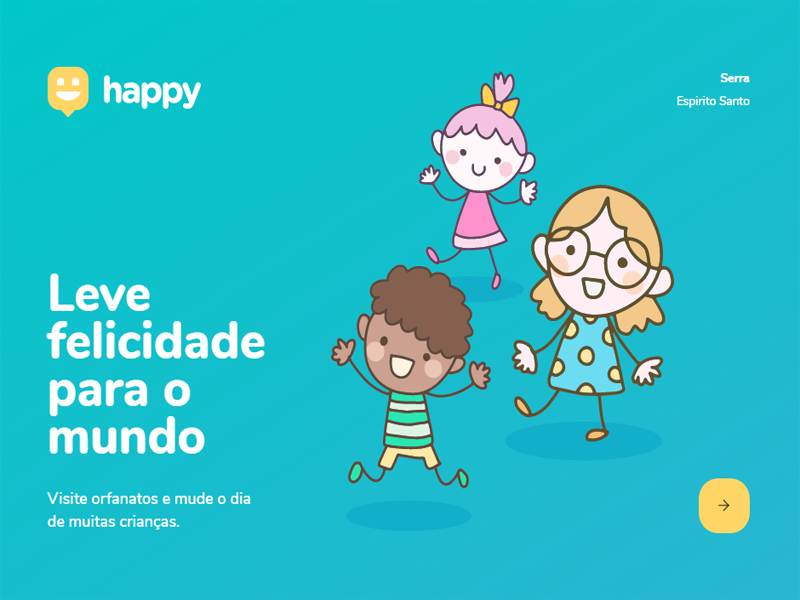 happy
Serra
Espirito Santo
Leve
felicidade
para o
mundo
Visite orfanatos e mude o dia
de muitas crianças.